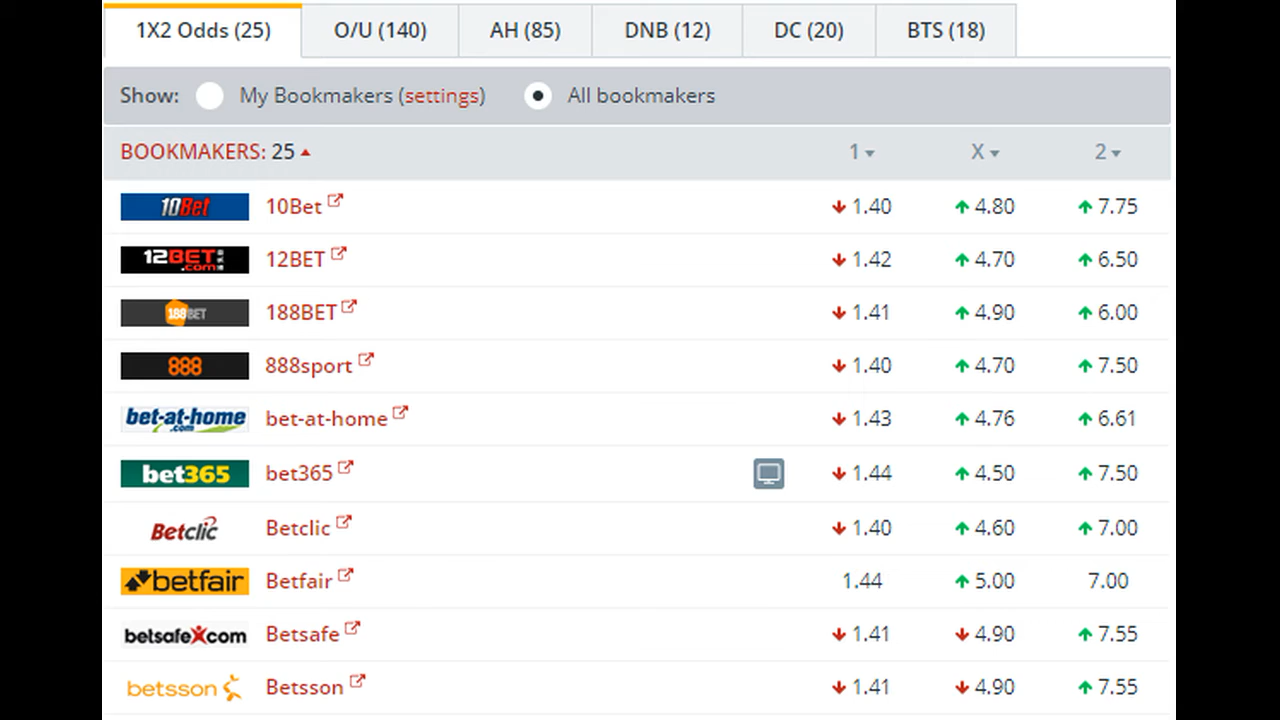 1X2 Odds (25) O/U (140) AH (85) DNB (12) DC (20) BTS (18)
Show: My Bookmakers (settings) All bookmakers
BOOKMAKERS: 25 1 X 2
10Bet 10Bet 1.40 4.80 7.75
12BET.com 12BET 1.42 4.70 6.50
188BET 188BET 1.41 4.90 6.00
888 888sport 1.40 4.70 7.50
bet-at-home.com bet-at-home 1.43 4.76 6.61
bet365 bet365 1.44 4.50 7.50
Betclic Betclic 1.40 4.60 7.00
betfair Betfair 1.44 5.00 7.00
betsafe.com Betsafe 1.41 4.90 7.55
betsson Betsson 1.41 4.90 7.55